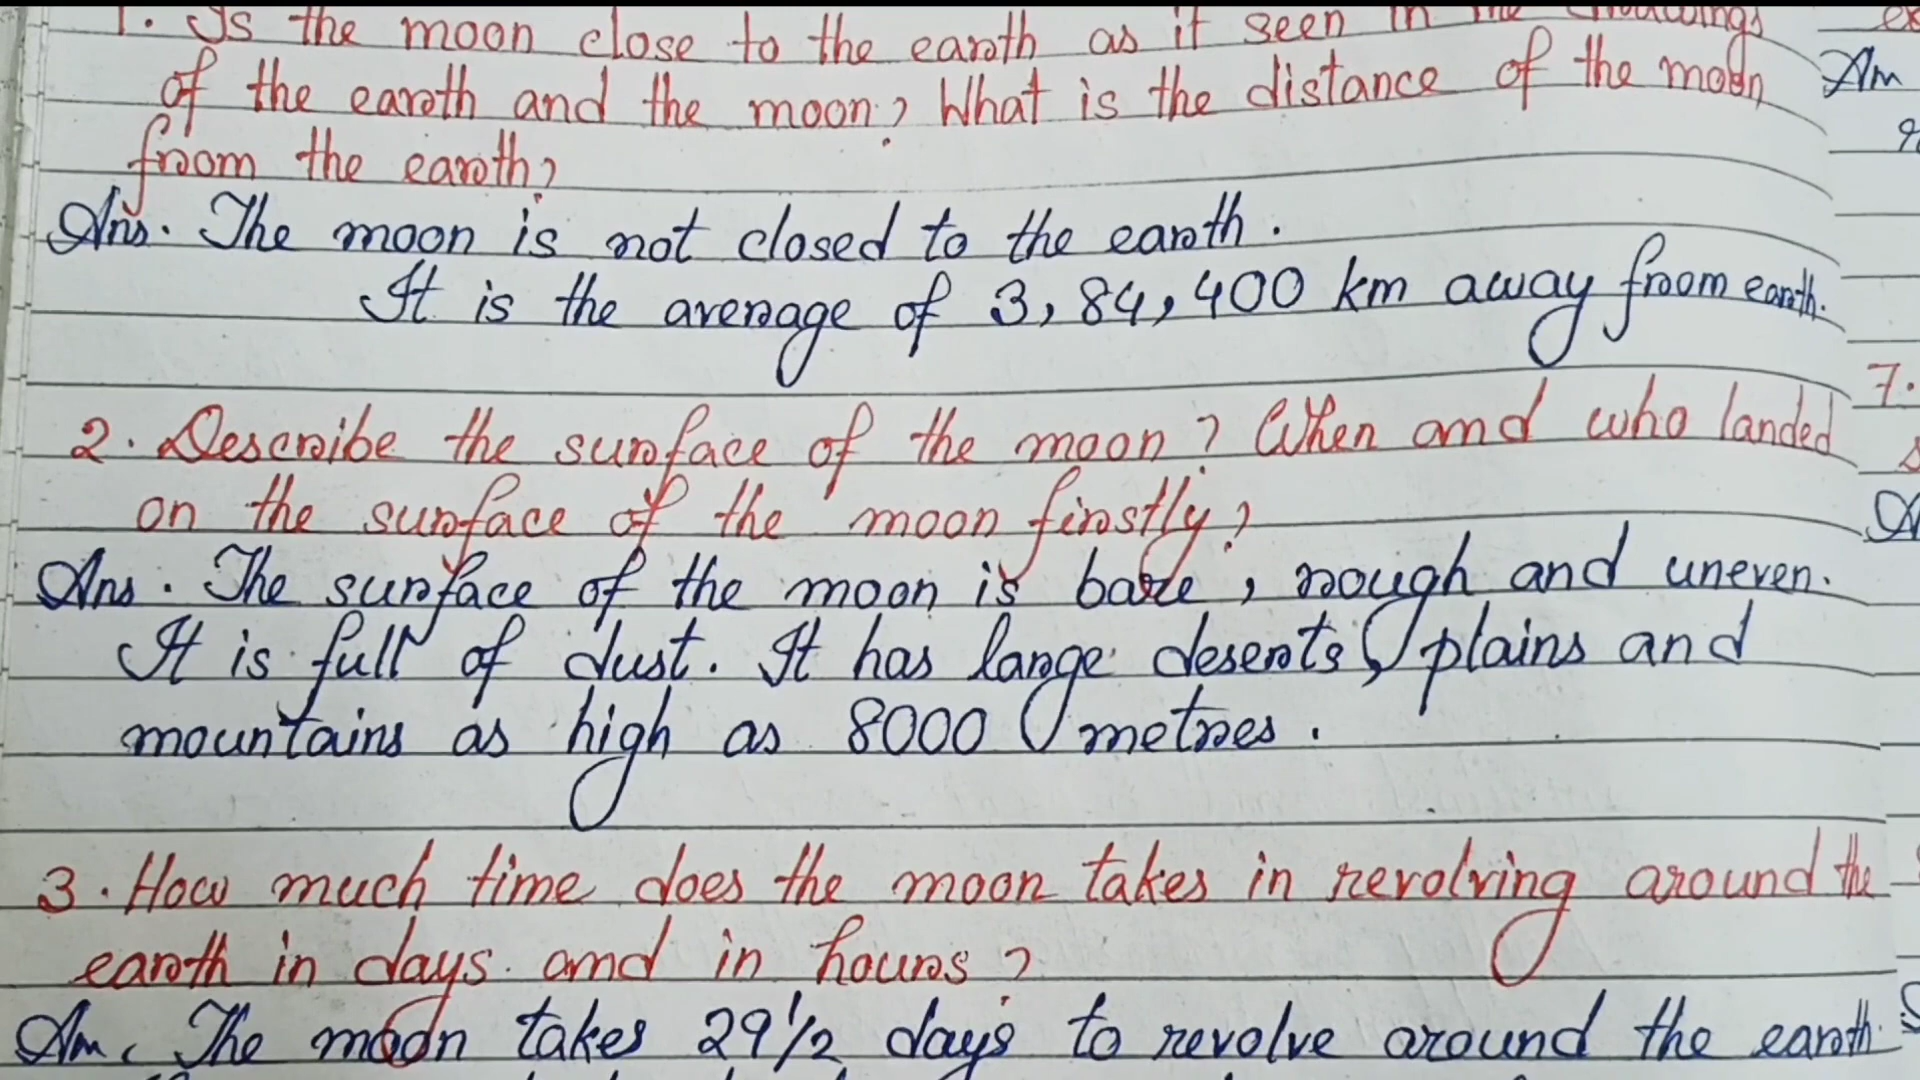 1. Is the moon close to the earth as it seen in the
of the earth and the moon? What is the distance of the moon
from the earth?
Ans. The moon is not closed to the earth.
It is the average of 3,84,400 km away from earth.
2. Describe the surface of the moon? When and who landed
on the surface of the moon firstly?
Ans. The surface of the moon is bare, rough and uneven.
It is full of dust. It has large deserts, plains and
mountains as high as 8000 metres.
3. How much time does the moon takes in revolving around the
earth in days and in hours?
Ans. The moon takes 29 1/2 days to revolve around the earth.
Am
7.